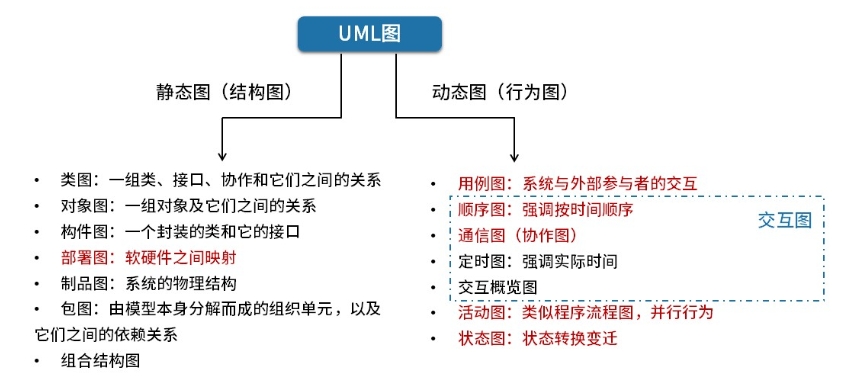 UML图
静态图（结构图）
动态图（行为图）
• 类图：一组类、接口、协作和它们之间的关系
• 对象图：一组对象及它们之间的关系
• 构件图：一个封装的类和它的接口
• 部署图：软硬件之间映射
• 制品图：系统的物理结构
• 包图：由模型本身分解而成的组织单元，以及
它们之间的依赖关系
• 组合结构图
• 用例图：系统与外部参与者的交互
• 顺序图：强调按时间顺序
• 通信图（协作图）
• 定时图：强调实际时间
• 交互概览图
• 活动图：类似程序流程图，并行行为
• 状态图：状态转换变迁
交互图